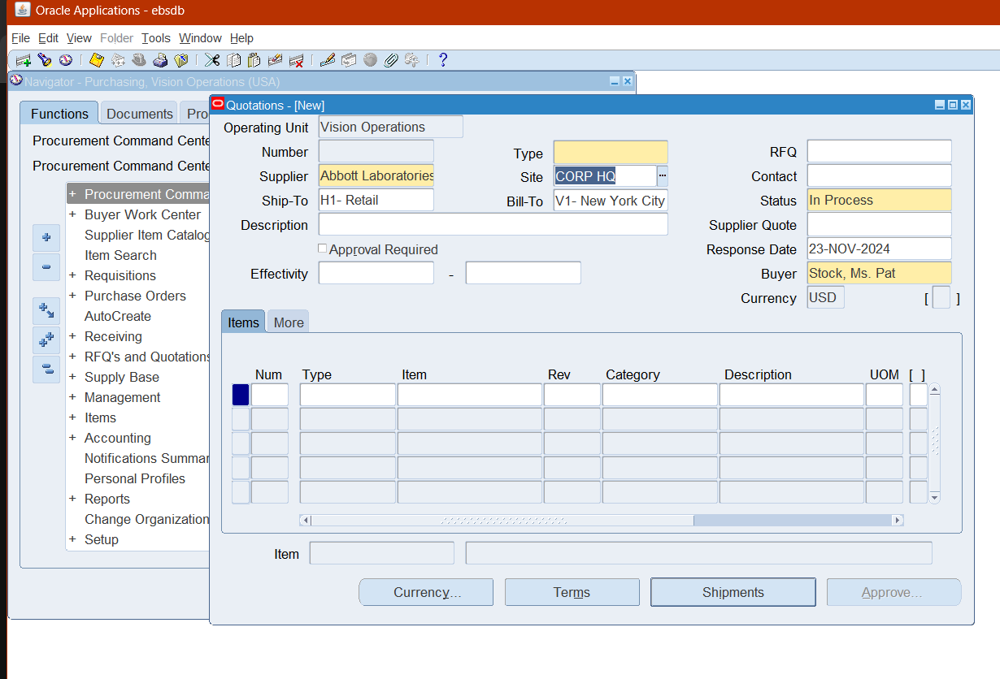 Oracle Applications - ebsdb
File Edit View Folder Tools Window Help
Navigator - Purchasing, Vision Operations (USA)
Functions Documents Pro
Procurement Command Cente
Procurement Command Cente
+ Procurement Comma
+ Buyer Work Center
Supplier Item Catalog
Item Search
+ Requisitions
+ Purchase Orders
AutoCreate
+ Receiving
+ RFQ's and Quotations
+ Supply Base
+ Management
+ Items
+ Accounting
Notifications Summar
Personal Profiles
+ Reports
Change Organization
+ Setup
Quotations - [New]
Operating Unit Vision Operations
Number Type RFQ
Supplier Abbott Laboratories Site CORP HQ ... Contact
Ship-To H1- Retail Bill-To V1- New York City Status In Process
Description Supplier Quote
Approval Required Response Date 23-NOV-2024
Effectivity - Buyer Stock, Ms. Pat
Currency USD [ ]
Items More
Num Type Item Rev Category Description UOM [ ]
Item
Currency... Terms Shipments Approve...